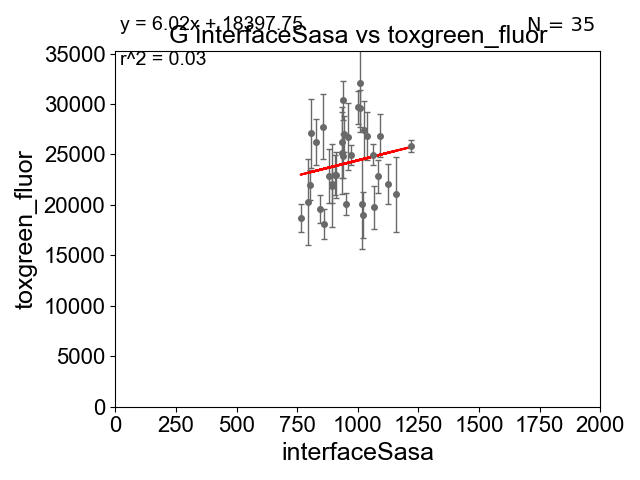 y = 6.02x + 18397.75
N = 35
G interfaceSasa vs toxgreen_fluor
r^2 = 0.03
35000
30000
25000
20000
15000
10000
5000
0
toxgreen_fluor
0 250 500 750 1000 1250 1500 1750 2000
interfaceSasa